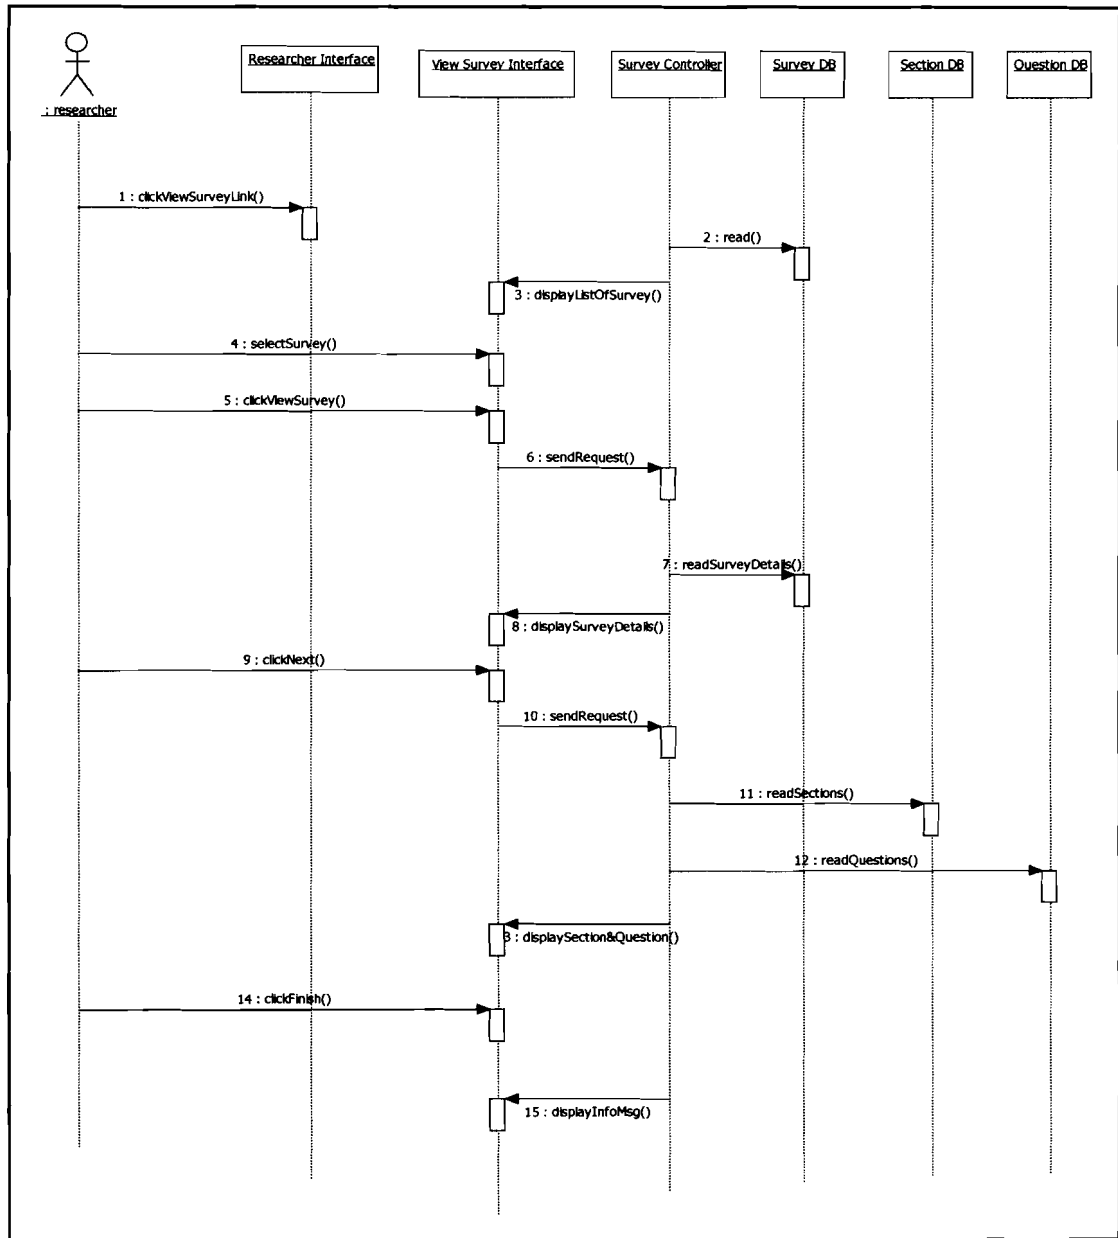 Researcher Interface
View Survey Interface
Survey Controller
Survey DB
Section DB
Question DB
: researcher
1 : clickViewSurveyLink()
2 : read()
3 : displayListOfSurvey()
4 : selectSurvey()
5 : clickViewSurvey()
6 : sendRequest()
7 : readSurveyDetails()
8 : displaySurveyDetails()
9 : clickNext()
10 : sendRequest()
11 : readSections()
12 : readQuestions()
3 : displaySection&Question()
14 : clickFinish()
15 : displayInfoMsg()